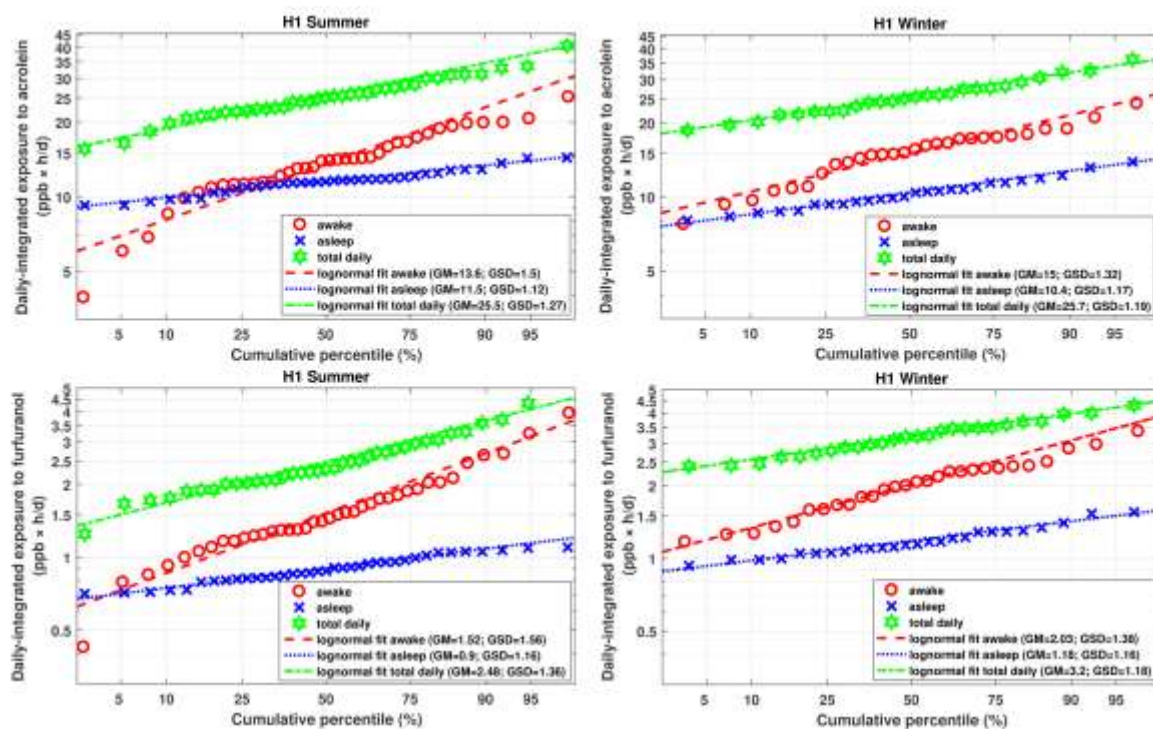 H1 Summer
Daily-integrated exposure to acrolein
(ppb × h/d)
45
40
35
30
25
20
15
10
5
awake
asleep
total daily
lognormal fit awake (GM=13.6; GSD=1.5)
lognormal fit asleep (GM=11.5; GSD=1.12)
lognormal fit total daily (GM=25.5; GSD=1.27)
5 10 25 50 75 90 95
Cumulative percentile (%)
H1 Winter
Daily-integrated exposure to acrolein
(ppb × h/d)
45
40
35
30
25
20
15
10
5
awake
asleep
total daily
lognormal fit awake (GM=15; GSD=1.32)
lognormal fit asleep (GM=10.4; GSD=1.17)
lognormal fit total daily (GM=25.7; GSD=1.19)
5 10 25 50 75 90 95
Cumulative percentile (%)
H1 Summer
Daily-integrated exposure to furfuranol
(ppb × h/d)
5
4.5
4
3.5
3
2.5
2
1.5
1
0.5
awake
asleep
total daily
lognormal fit awake (GM=1.52; GSD=1.56)
lognormal fit asleep (GM=0.9; GSD=1.16)
lognormal fit total daily (GM=2.48; GSD=1.36)
5 10 25 50 75 90 95
Cumulative percentile (%)
H1 Winter
Daily-integrated exposure to furfuranol
(ppb × h/d)
5
4.5
4
3.5
3
2.5
2
1.5
1
0.5
awake
asleep
total daily
lognormal fit awake (GM=2.03; GSD=1.38)
lognormal fit asleep (GM=1.18; GSD=1.16)
lognormal fit total daily (GM=3.2; GSD=1.18)
5 10 25 50 75 90 95
Cumulative percentile (%)